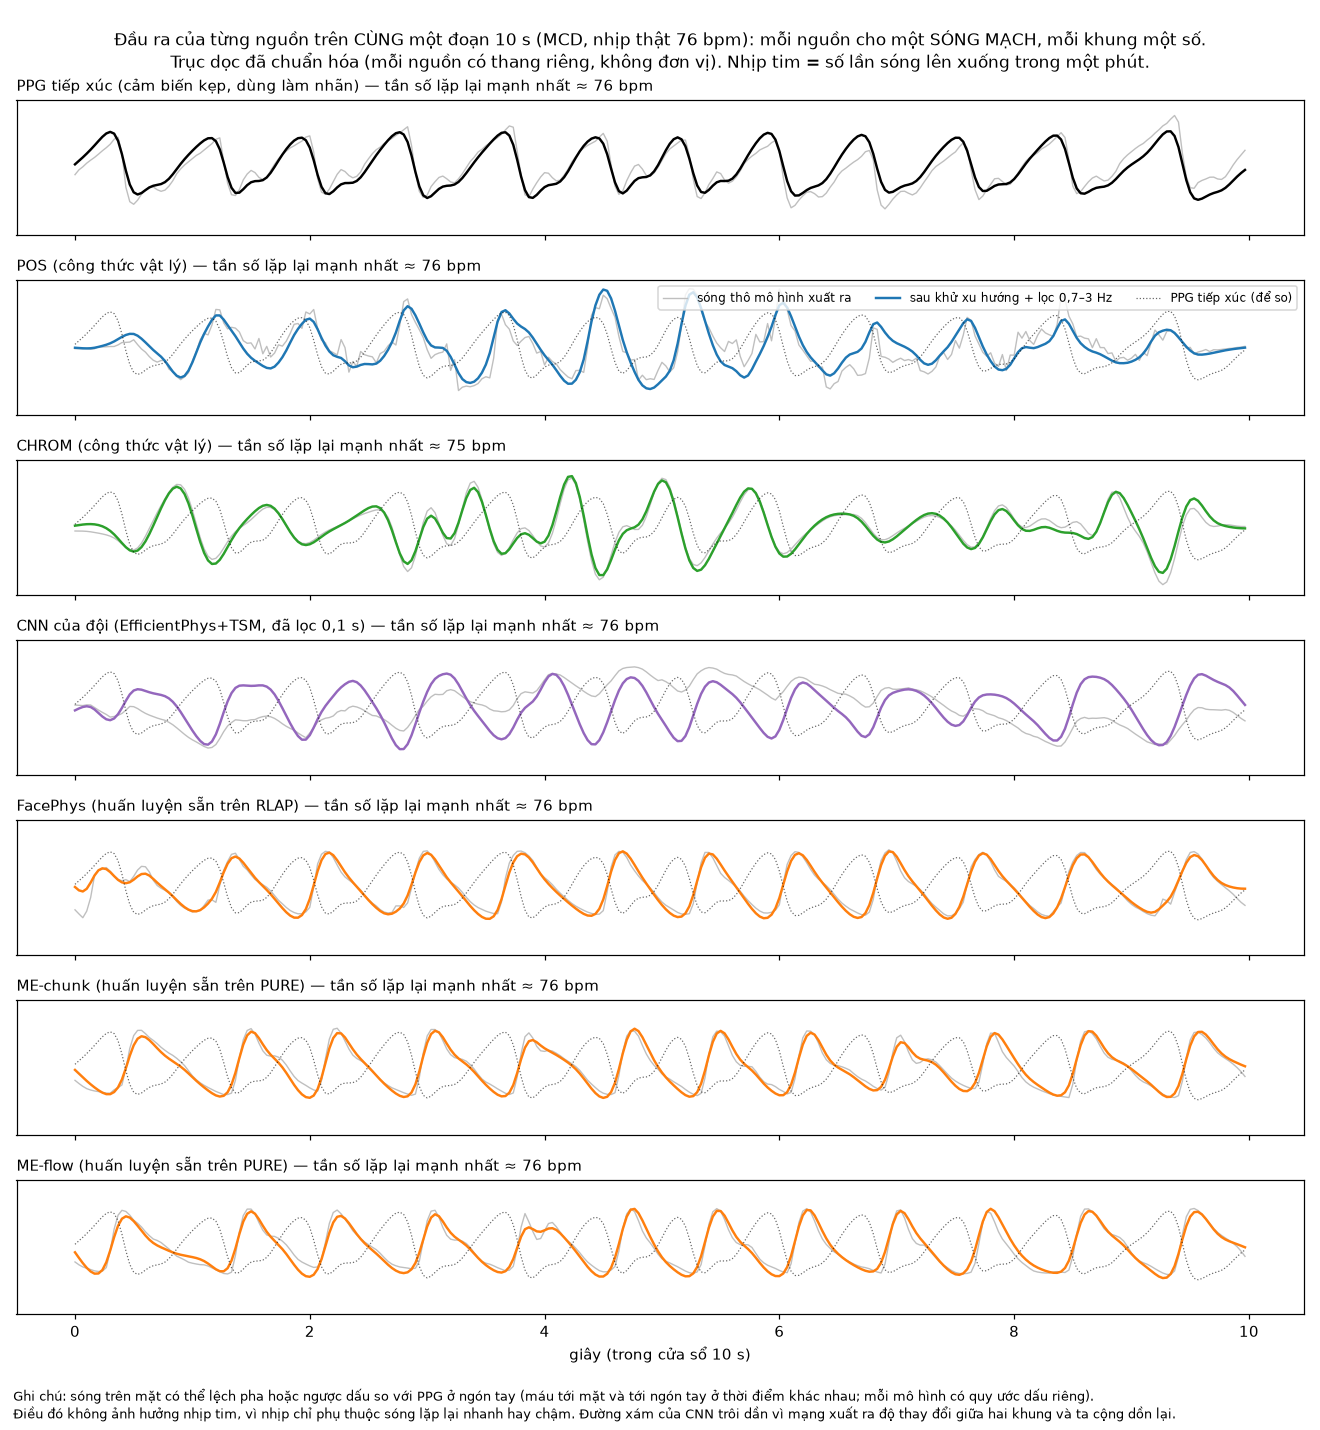 Đầu ra của từng nguồn trên CÙNG một đoạn 10 s (MCD, nhịp thật 76 bpm): mỗi nguồn cho một SÓNG MẠCH, mỗi khung một số.
Trục dọc đã chuẩn hóa (mỗi nguồn có thang riêng, không đơn vị). Nhịp tim = số lần sóng lên xuống trong một phút.
PPG tiếp xúc (cảm biến kẹp, dùng làm nhãn) — tần số lặp lại mạnh nhất ≈ 76 bpm
POS (công thức vật lý) — tần số lặp lại mạnh nhất ≈ 76 bpm
sóng thô mô hình xuất ra
sau khử xu hướng + lọc 0,7–3 Hz
PPG tiếp xúc (để so)
CHROM (công thức vật lý) — tần số lặp lại mạnh nhất ≈ 75 bpm
CNN của đội (EfficientPhys+TSM, đã lọc 0,1 s) — tần số lặp lại mạnh nhất ≈ 76 bpm
FacePhys (huấn luyện sẵn trên RLAP) — tần số lặp lại mạnh nhất ≈ 76 bpm
ME-chunk (huấn luyện sẵn trên PURE) — tần số lặp lại mạnh nhất ≈ 76 bpm
ME-flow (huấn luyện sẵn trên PURE) — tần số lặp lại mạnh nhất ≈ 76 bpm
0 2 4 6 8 10
giây (trong cửa sổ 10 s)
Ghi chú: sóng trên mặt có thể lệch pha hoặc ngược dấu so với PPG ở ngón tay (máu tới mặt và tới ngón tay ở thời điểm khác nhau; mỗi mô hình có quy ước dấu riêng).
Điều đó không ảnh hưởng nhịp tim, vì nhịp chỉ phụ thuộc sóng lặp lại nhanh hay chậm. Đường xám của CNN trôi dần vì mạng xuất ra độ thay đổi giữa hai khung và ta cộng dồn lại.